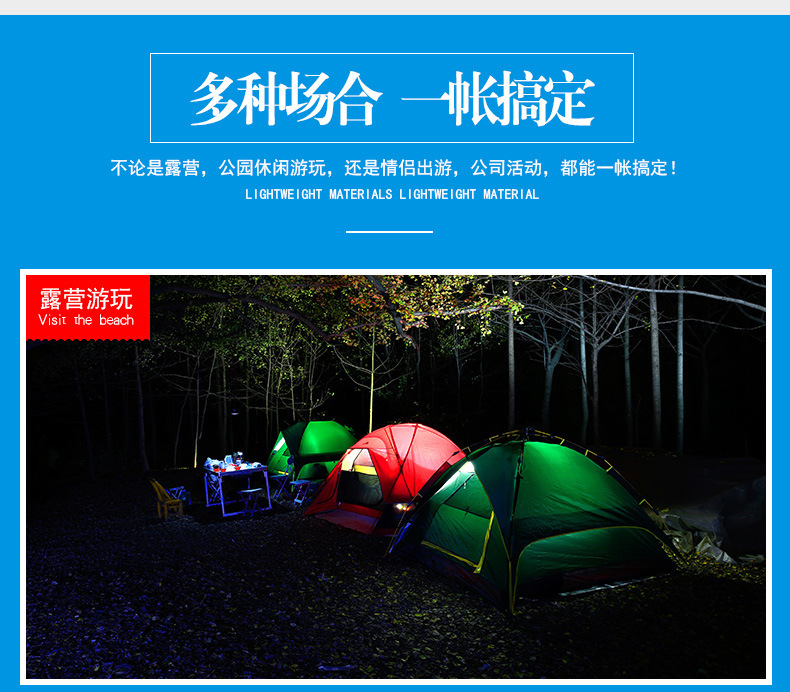 多种场合 一帐搞定
不论是露营，公园休闲游玩，还是情侣出游，公司活动，都能一帐搞定！
LIGHTWEIGHT MATERIALS LIGHTWEIGHT MATERIAL
露营游玩
Visit the beach